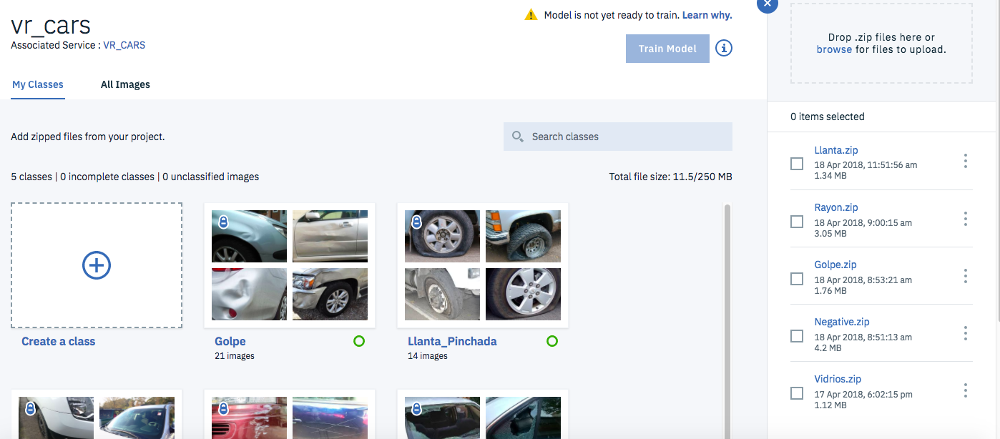 vr_cars
Associated Service : VR_CARS
Model is not yet ready to train. Learn why.
Train Model
My Classes
All Images
Add zipped files from your project.
Search classes
5 classes | 0 incomplete classes | 0 unclassified images
Total file size: 11.5/250 MB
Create a class
Golpe
21 images
Llanta_Pinchada
14 images
Drop .zip files here or
browse for files to upload.
0 items selected
Llanta.zip
18 Apr 2018, 11:51:56 am
1.34 MB
Rayon.zip
18 Apr 2018, 9:00:15 am
3.05 MB
Golpe.zip
18 Apr 2018, 8:53:21 am
1.76 MB
Negative.zip
18 Apr 2018, 8:51:13 am
4.2 MB
Vidrios.zip
17 Apr 2018, 6:02:15 pm
1.12 MB